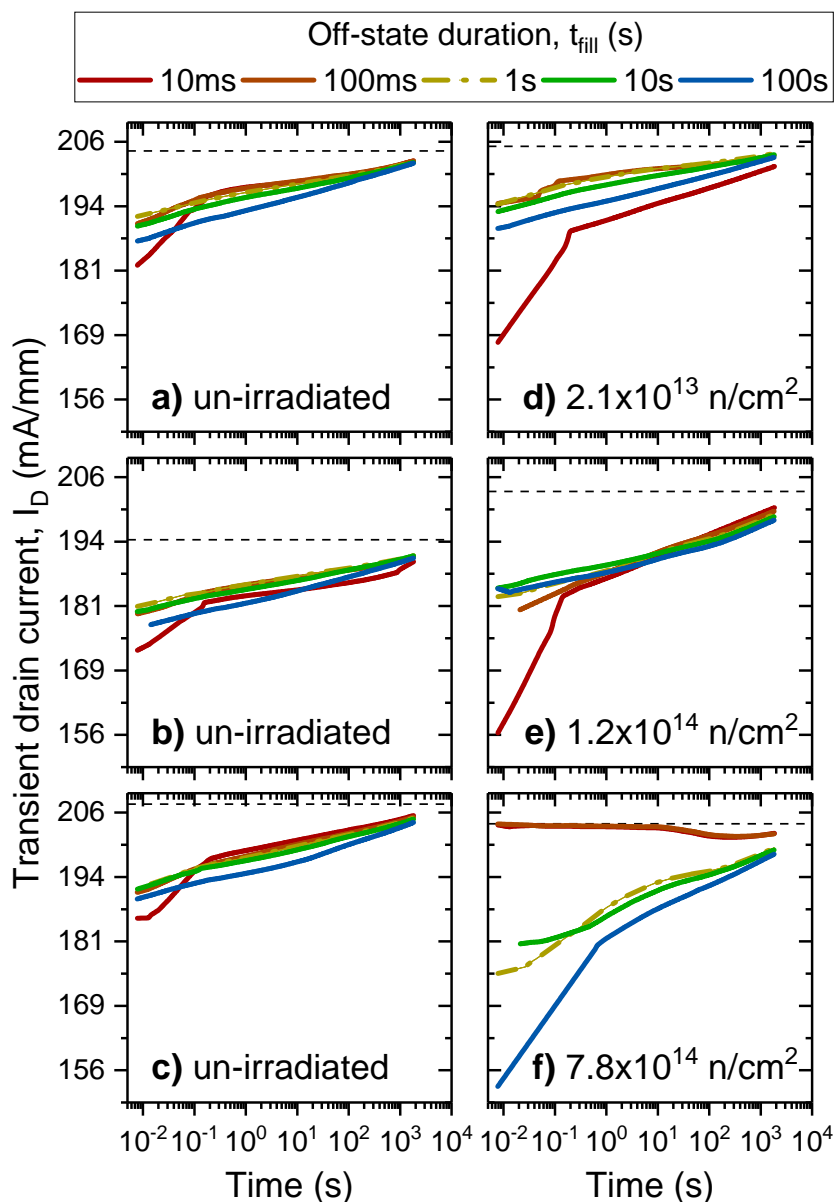 Off-state duration, t_fill (s)
10ms 100ms 1s 10s 100s
Transient drain current, I_D (mA/mm)
206
194
181
169
156
a) un-irradiated
d) 2.1x10^13 n/cm^2
206
194
181
169
156
b) un-irradiated
e) 1.2x10^14 n/cm^2
206
194
181
169
156
c) un-irradiated
f) 7.8x10^14 n/cm^2
10^-2 10^-1 10^0 10^1 10^2 10^3 10^4
10^-2 10^-1 10^0 10^1 10^2 10^3 10^4
Time (s)
Time (s)